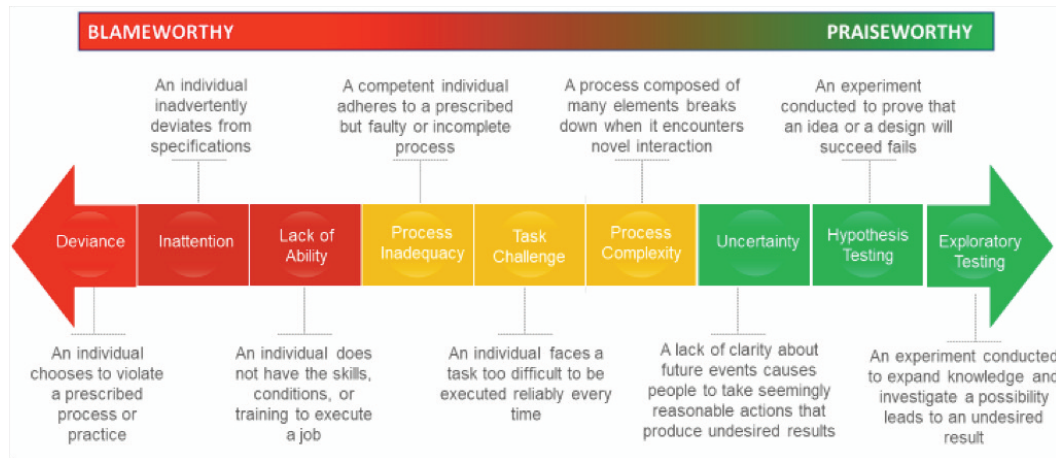 BLAMEWORTHY
PRAISEWORTHY
An individual
inadvertently
deviates from
specifications
A competent individual
adheres to a prescribed
but faulty or incomplete
process
A process composed of
many elements breaks
down when it encounters
novel interaction
An experiment
conducted to prove that
an idea or a design will
succeed fails
Deviance
Inattention
Lack of
Ability
Process
Inadequacy
Task
Challenge
Process
Complexity
Uncertainty
Hypothesis
Testing
Exploratory
Testing
An individual
chooses to violate
a prescribed
process or
practice
An individual does
not have the skills,
conditions, or
training to execute
a job
An individual faces a
task too difficult to be
executed reliably every
time
A lack of clarity about
future events causes
people to take seemingly
reasonable actions that
produce undesired results
An experiment conducted
to expand knowledge and
investigate a possibility
leads to an undesired
result